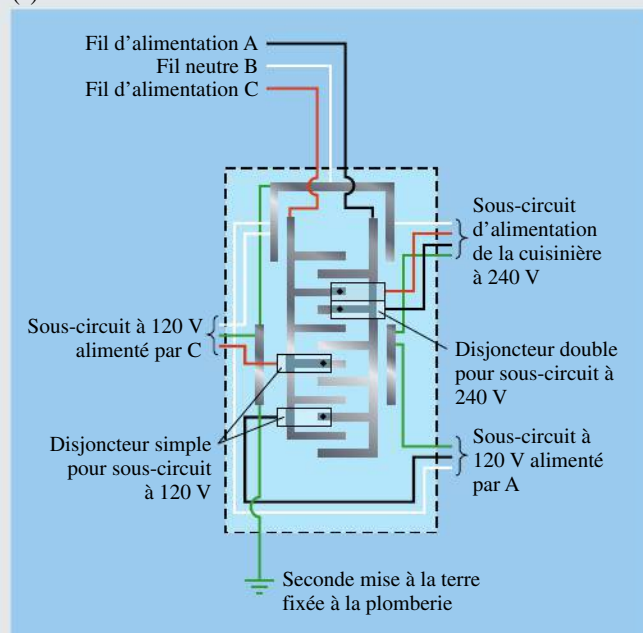 Fil d'alimentation A
Fil neutre B
Fil d'alimentation C
Sous-circuit
d'alimentation
de la cuisinière
à 240 V
Sous-circuit à 120 V
alimenté par C
Disjoncteur double
pour sous-circuit à
240 V
Disjoncteur simple
pour sous-circuit
à 120 V
Sous-circuit à
120 V alimenté
par A
Seconde mise à la terre
fixée à la plomberie